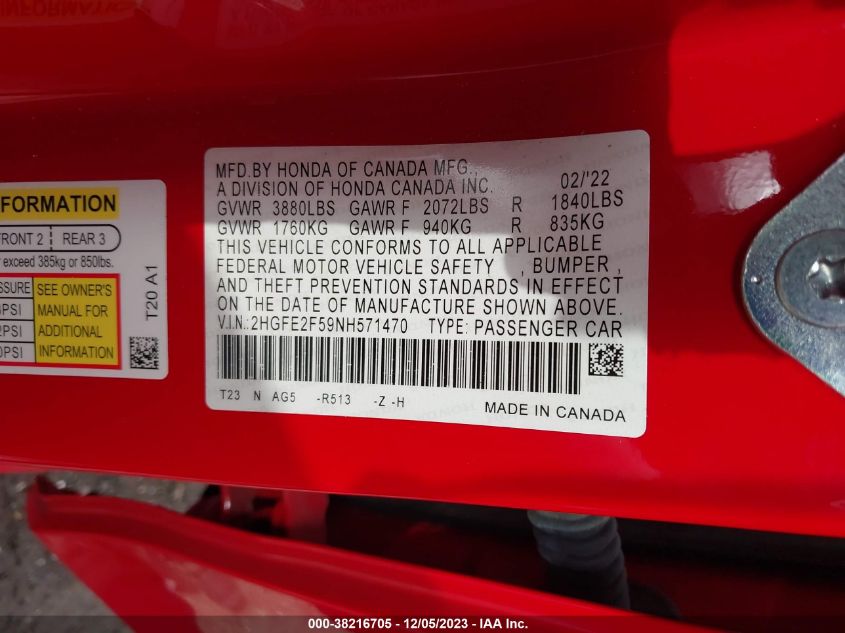 MFD.BY HONDA OF CANADA MFG.,
A DIVISION OF HONDA CANADA INC. 02/'22
GVWR 3880LBS GAWR F 2072LBS R 1840LBS
GVWR 1760KG GAWR F 940KG R 835KG
THIS VEHICLE CONFORMS TO ALL APPLICABLE
FEDERAL MOTOR VEHICLE SAFETY , BUMPER ,
AND THEFT PREVENTION STANDARDS IN EFFECT
ON THE DATE OF MANUFACTURE SHOWN ABOVE.
V.I.N.:2HGFE2F59NH571470 TYPE: PASSENGER CAR
T23 N AG5 -R513 -Z -H
MADE IN CANADA
FORMATION
FRONT 2 REAR 3
exceed 385kg or 850lbs.
SSURE
PSI
PSI
PSI
SEE OWNER'S
MANUAL FOR
ADDITIONAL
INFORMATION
T20 A1
000-38216705 - 12/05/2023 - IAA Inc.